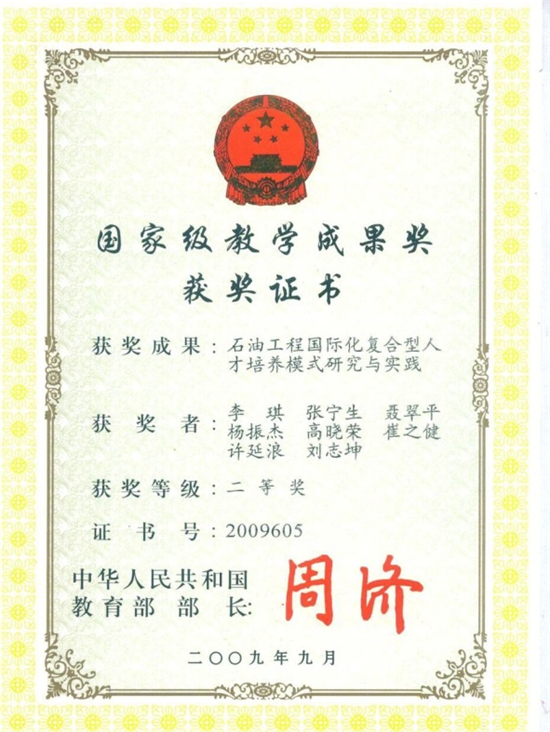 国家级教学成果奖
获奖证书
获奖成果：石油工程国际化复合型人
才培养模式研究与实践
获奖者：李琪 张宁生 聂翠平
杨振杰 高晓荣 崔之健
许延浪 刘志坤
获奖等级：二等奖
证书号：2009605
中华人民共和国
教育部部长：周济
二〇〇九年九月